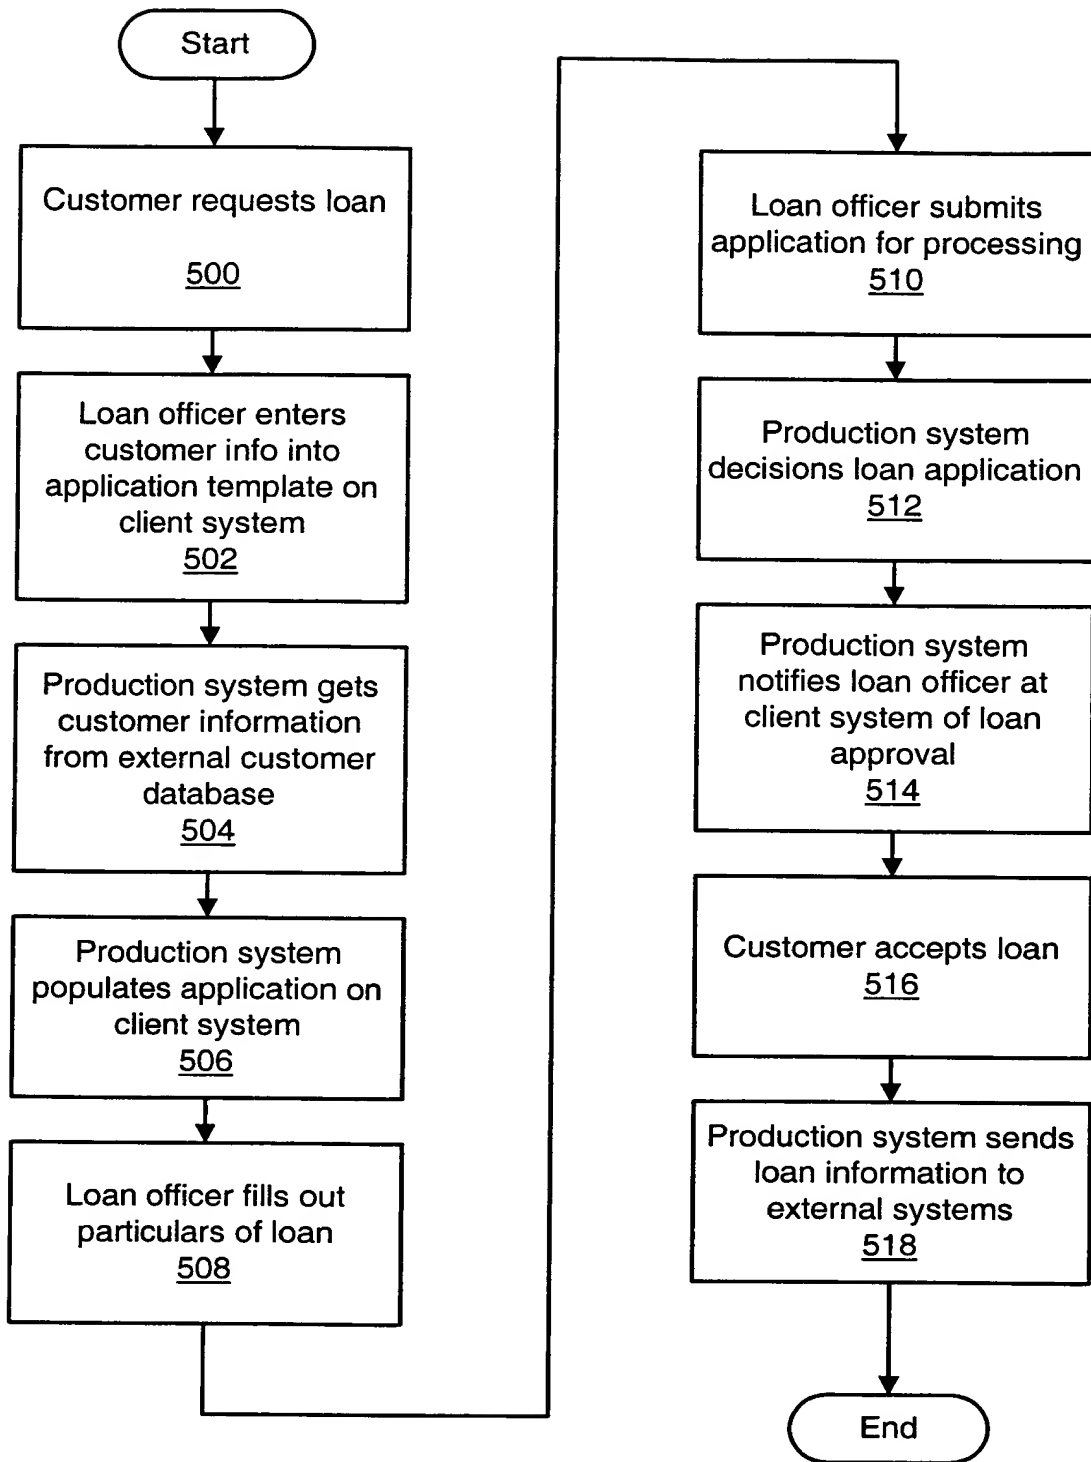 Start
Customer requests loan
500
Loan officer enters
customer info into
application template on
client system
502
Production system gets
customer information
from external customer
database
504
Production system
populates application on
client system
506
Loan officer fills out
particulars of loan
508
Loan officer submits
application for processing
510
Production system
decisions loan application
512
Production system
notifies loan officer at
client system of loan
approval
514
Customer accepts loan
516
Production system sends
loan information to
external systems
518
End